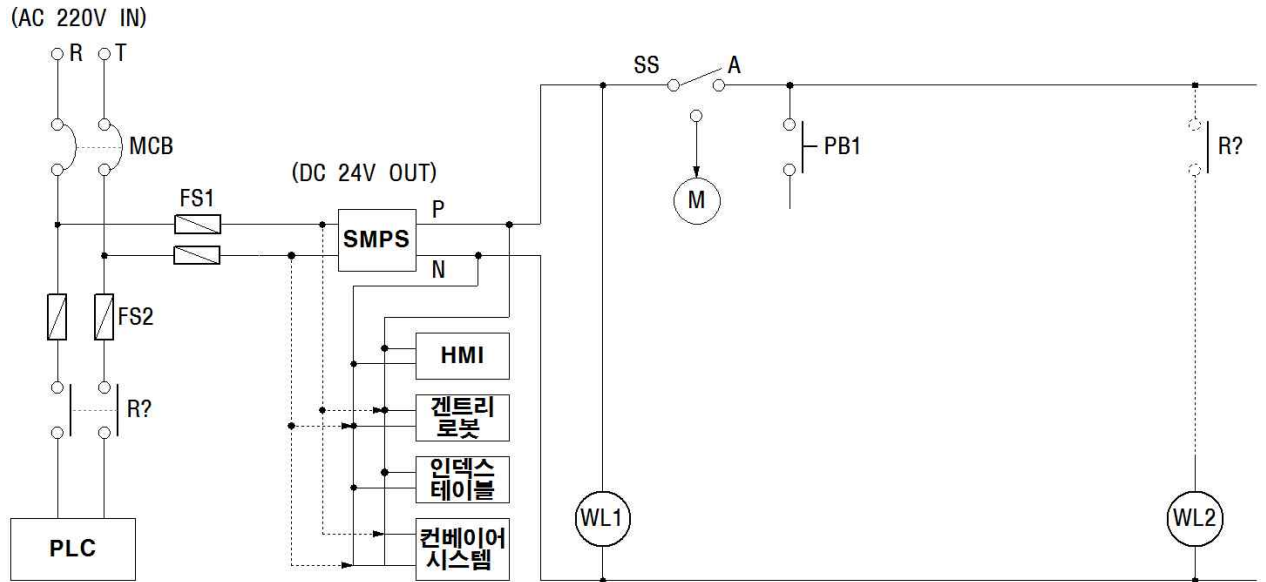 (AC 220V IN)
R
T
MCB
SS
A
PB1
R?
M
(DC 24V OUT)
FS1
P
SMPS
N
FS2
HMI
R?
겐트리
로봇
인덱스
테이블
WL1
WL2
PLC
컨베이어
시스템